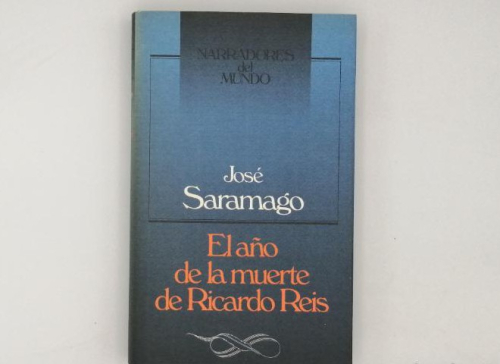 NARRADORES
del
MUNDO
José
Saramago
El año
de la muerte
de Ricardo Reis